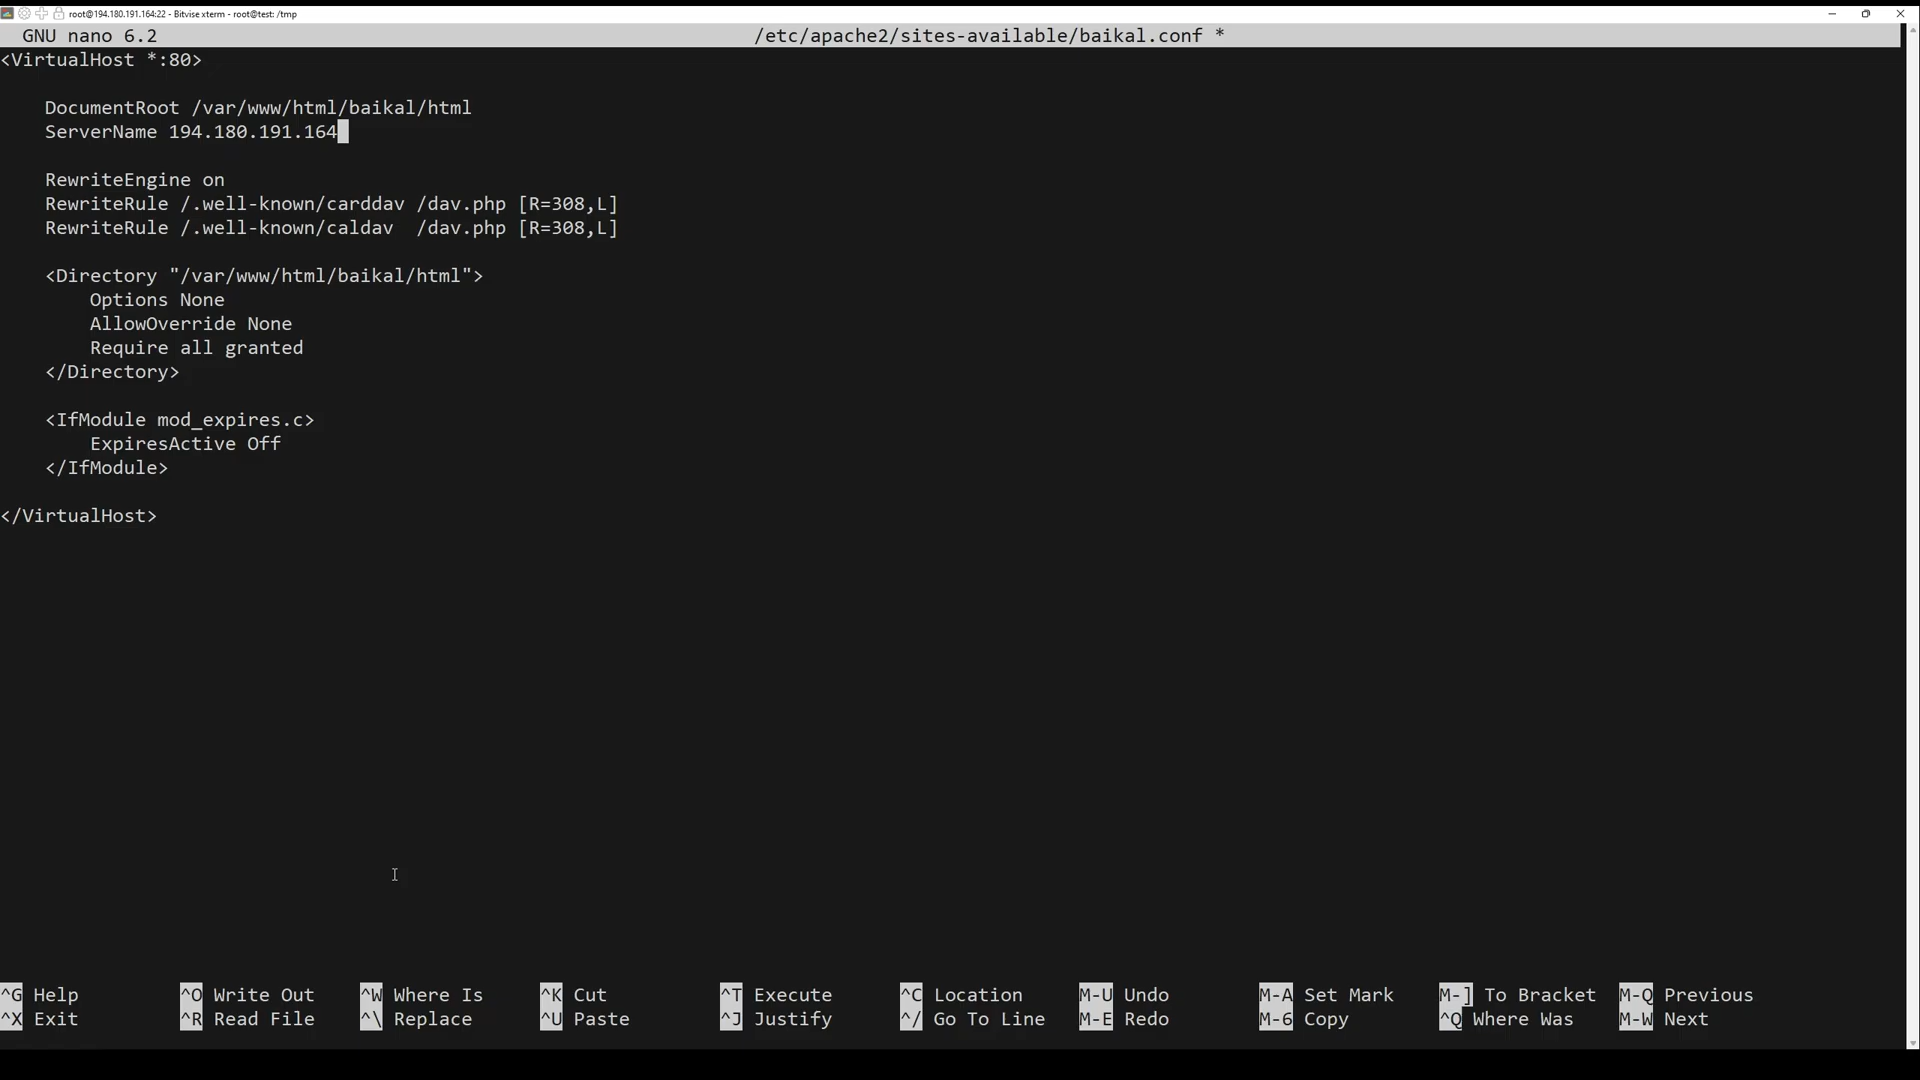 root@194.180.191.164:22 - Bitvise xterm - root@test: /tmp
GNU nano 6.2 /etc/apache2/sites-available/baikal.conf *
<VirtualHost *:80>
DocumentRoot /var/www/html/baikal/html
ServerName 194.180.191.164
RewriteEngine on
RewriteRule /.well-known/carddav /dav.php [R=308,L]
RewriteRule /.well-known/caldav  /dav.php [R=308,L]
<Directory "/var/www/html/baikal/html">
Options None
AllowOverride None
Require all granted
</Directory>
<IfModule mod_expires.c>
ExpiresActive Off
</IfModule>
</VirtualHost>
^G Help ^O Write Out ^W Where Is ^K Cut ^T Execute ^C Location M-U Undo M-A Set Mark M-] To Bracket M-Q Previous
^X Exit ^R Read File ^\ Replace ^U Paste ^J Justify ^/ Go To Line M-E Redo M-6 Copy ^Q Where Was M-W Next